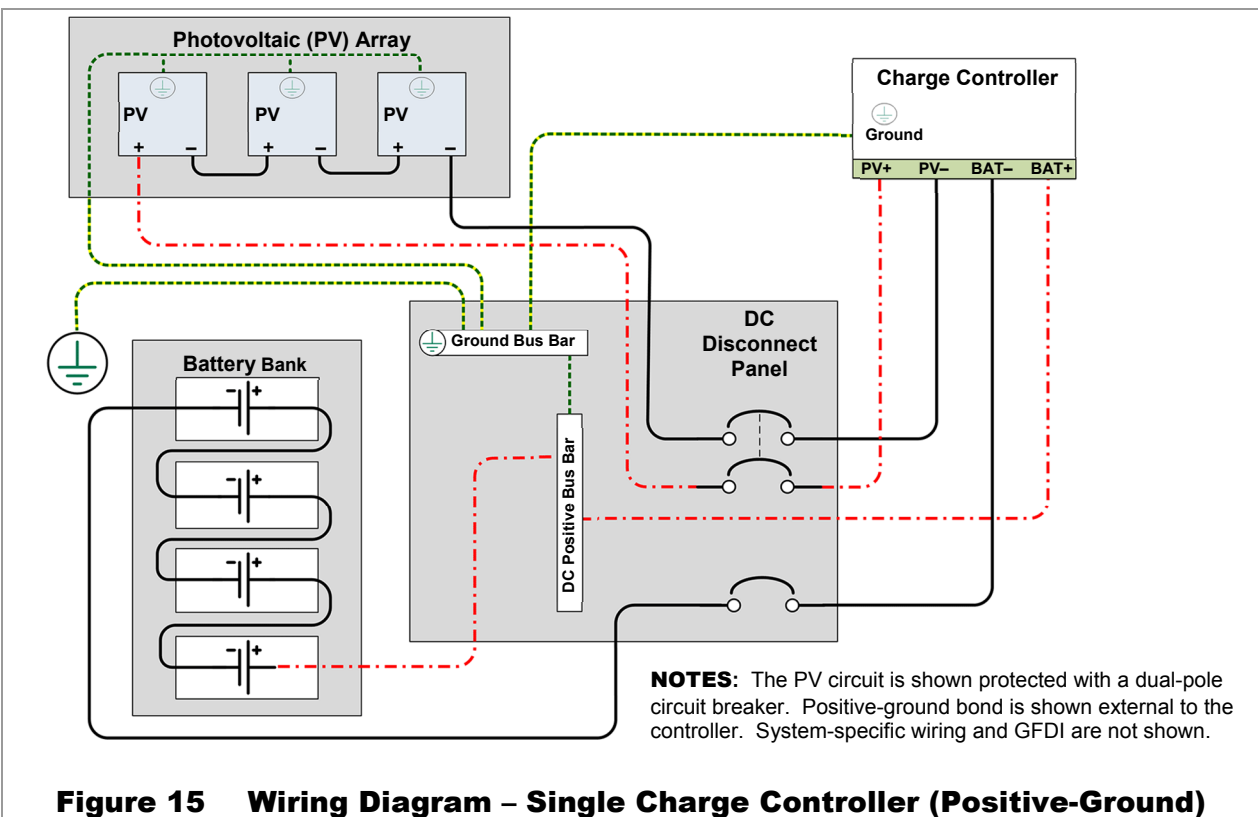 Photovoltaic (PV) Array
PV
PV
PV
+ –
+ –
+ –
Charge Controller
Ground
PV+ PV– BAT– BAT+
Ground Bus Bar
DC
Disconnect
Panel
DC Positive Bus Bar
Battery Bank
- +
- +
- +
- +
NOTES: The PV circuit is shown protected with a dual-pole
circuit breaker. Positive-ground bond is shown external to the
controller. System-specific wiring and GFDI are not shown.
Figure 15 Wiring Diagram – Single Charge Controller (Positive-Ground)